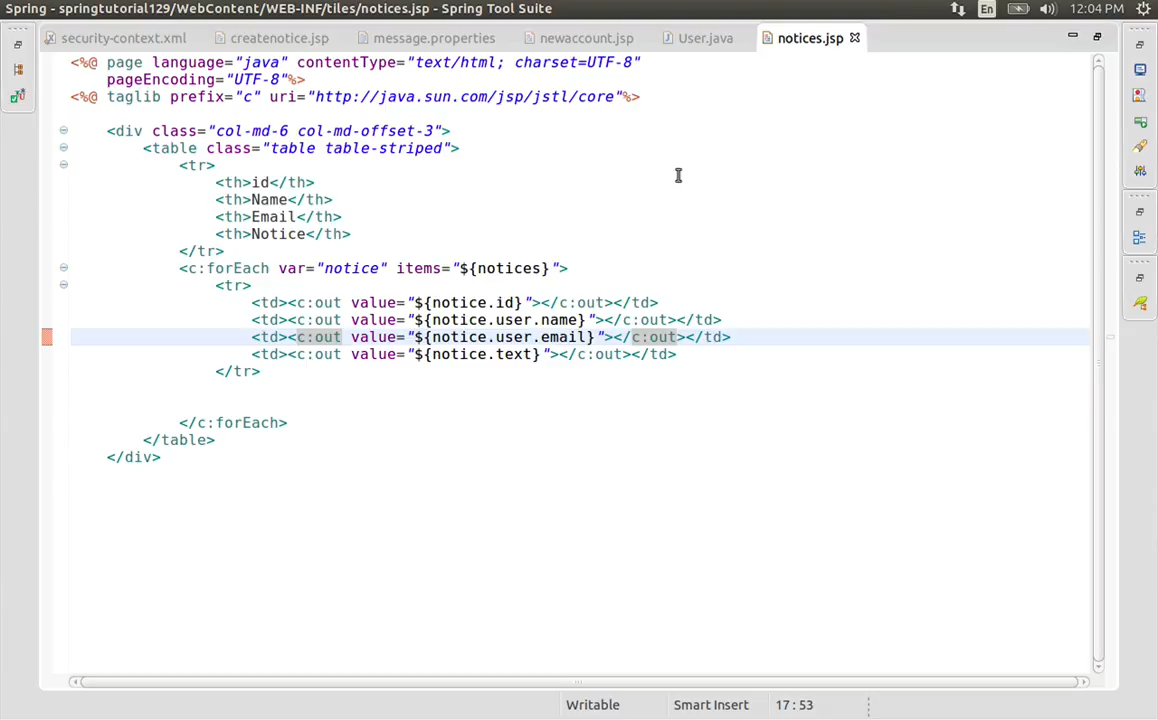 Spring - springtutorial129/WebContent/WEB-INF/tiles/notices.jsp - Spring Tool Suite
En
12:04 PM
security-context.xml
createnotice.jsp
message.properties
newaccount.jsp
User.java
notices.jsp
<%@ page language="java" contentType="text/html; charset=UTF-8"
pageEncoding="UTF-8"%>
<%@ taglib prefix="c" uri="http://java.sun.com/jsp/jstl/core"%>
<div class="col-md-6 col-md-offset-3">
<table class="table table-striped">
<tr>
<th>id</th>
<th>Name</th>
<th>Email</th>
<th>Notice</th>
</tr>
<c:forEach var="notice" items="${notices}">
<tr>
<td><c:out value="${notice.id}"></c:out></td>
<td><c:out value="${notice.user.name}"></c:out></td>
<td><c:out value="${notice.user.email}"></c:out></td>
<td><c:out value="${notice.text}"></c:out></td>
</tr>
</c:forEach>
</table>
</div>
Writable
Smart Insert
17 : 53